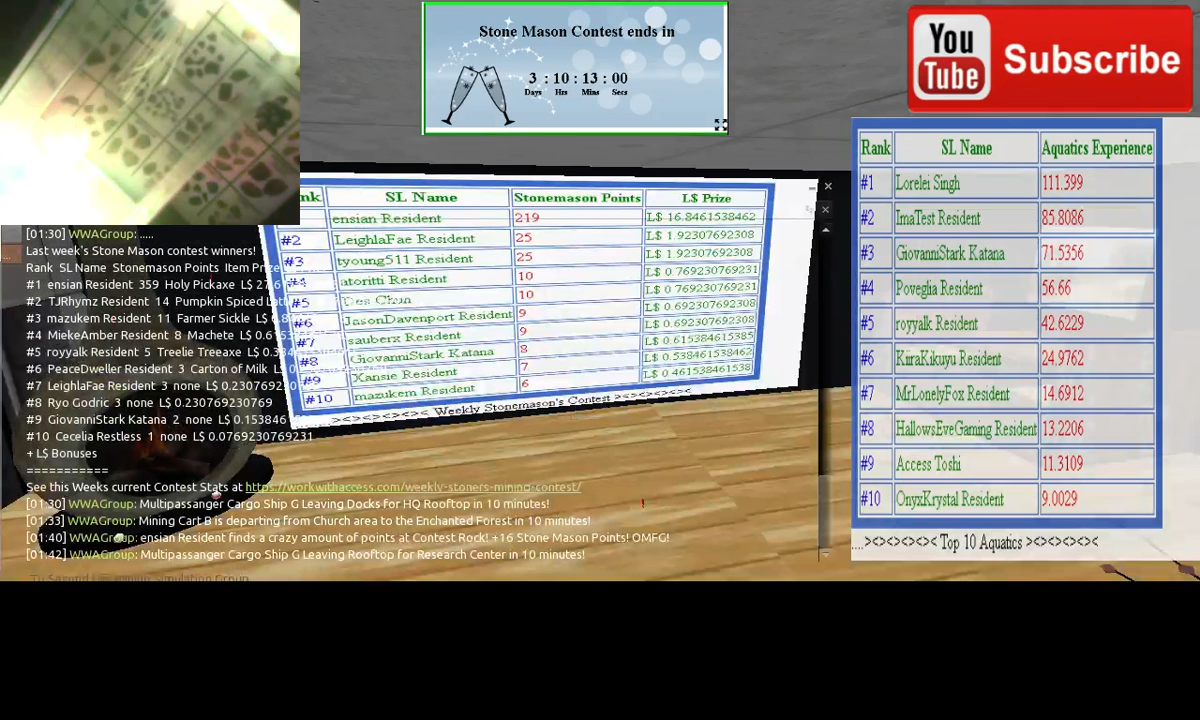 Stone Mason Contest ends in
3 : 10 : 13 : 00
Days Hrs Mins Secs
You Tube Subscribe
SL Name Stonemason Points L$ Prize
ensian Resident 219 L$ 16.8461538462
#2 LeighlaFae Resident 25 L$ 1.92307692308
#3 tyoung511 Resident 25 L$ 1.92307692308
#4 atoritti Resident 10 L$ 0.769230769231
#5 Des Chun 10 L$ 0.769230769231
#6 JasonDavenport Resident 9 L$ 0.692307692308
#7 sauberx Resident 9 L$ 0.692307692308
#8 GiovanniStark Katana 8 L$ 0.615384615385
#9 Xansie Resident 7 L$ 0.538461538462
#10 mazukem Resident 6 L$ 0.461538461538
><><><><>< Weekly Stonemason's Contest ><><><><><
Rank SL Name Aquatics Experience
#1 Lorelei Singh 111.399
#2 ImaTest Resident 85.8086
#3 GiovanniStark Katana 71.5356
#4 Poveglia Resident 56.66
#5 royyalk Resident 42.6229
#6 KiraKikuyu Resident 24.9762
#7 MrLonelyFox Resident 14.6912
#8 HallowsEveGaming Resident 13.2206
#9 Access Toshi 11.3109
#10 OnyxKrystal Resident 9.0029
....><><><>< Top 10 Aquatics ><><><><
[01:30] WWAGroup: .....
Last week's Stone Mason contest winners!
Rank SL Name Stonemason Points Item
#1 ensian Resident 359 Holy Pickaxe L$
#2 TJRhymz Resident 14 Pumpkin Spiced
#3 mazukem Resident 11 Farmer Sickle L$
#4 MiekeAmber Resident 8 Machete L$
#5 royyalk Resident 5 Treelie Treeaxe L$
#6 PeaceDweller Resident 3 Carton of Milk
#7 LeighlaFae Resident 3 none L$
#8 Ryo Godric 3 none L$ 0.230769230769
#9 GiovanniStark Katana 2 none L$
#10 Cecelia Restless 1 none L$ 0.0769230769231
+ L$ Bonuses
===========
See this Weeks current Contest Stats at https://workwithaccess.com/weekly-stoners-mining-contest/
[01:30] WWAGroup: Multipassanger Cargo Ship G Leaving Docks for HQ Rooftop in 10 minutes!
[01:33] WWAGroup: Mining Cart B is departing from Church area to the Enchanted Forest in 10 minutes!
[01:40] WWAGroup: ensian Resident finds a crazy amount of points at Contest Rock! +16 Stone Mason Points! OMFG!
[01:42] WWAGroup: Multipassanger Cargo Ship G Leaving Rooftop for Research Center in 10 minutes!